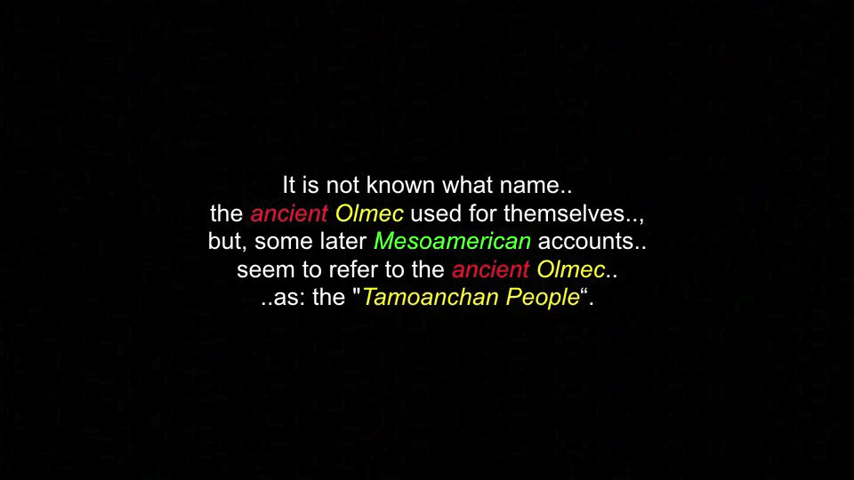 It is not known what name..
the ancient Olmec used for themselves..,
but, some later Mesoamerican accounts..
seem to refer to the ancient Olmec..
..as: the "Tamoanchan People“.